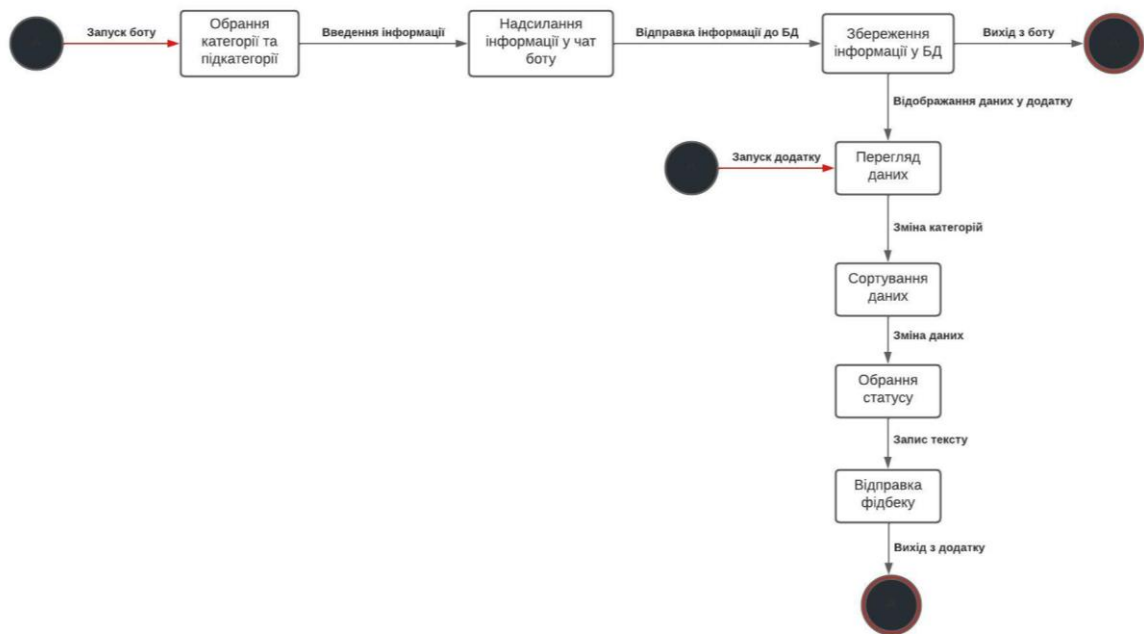 Запуск боту
Обрання
категорії та
підкатегорії
Введення інформації
Надсилання
інформації у чат
боту
Відправка інформації до БД
Збереження
інформації у БД
Вихід з боту
Відображання даних у додатку
Запуск додатку
Перегляд
даних
Зміна категорій
Сортування
даних
Зміна даних
Обрання
статусу
Запис тексту
Відправка
фідбеку
Вихід з додатку